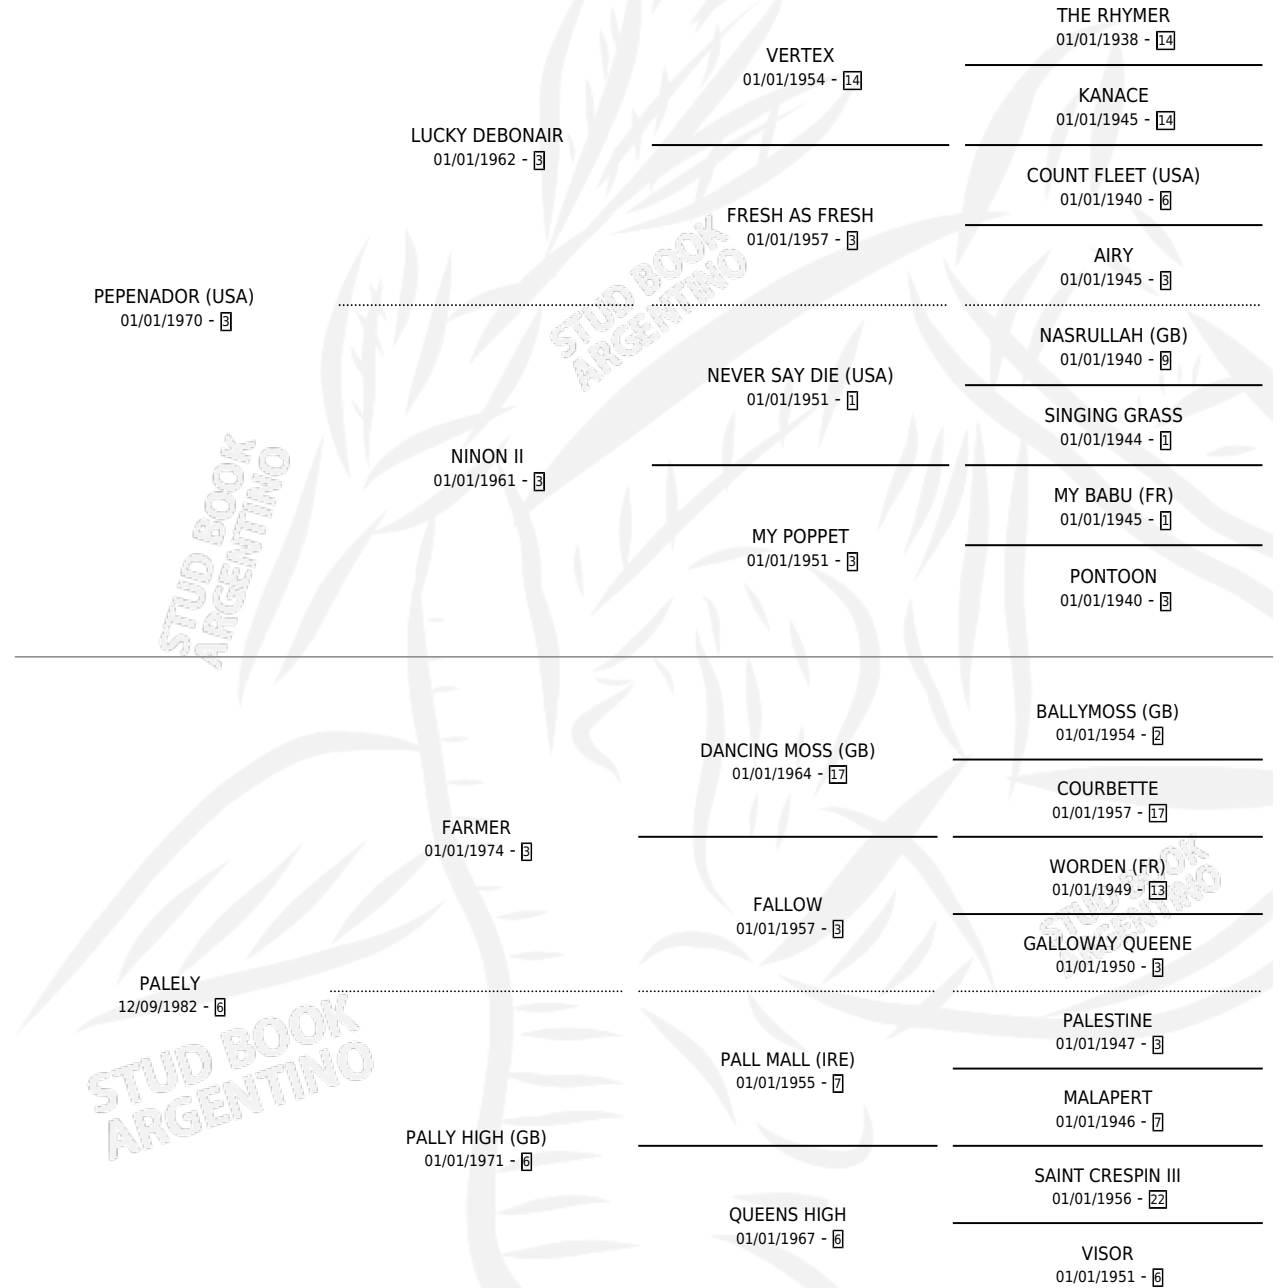 THE RHYMER
01/01/1938 - 14
VERTEX
01/01/1954 - 14
KANACE
01/01/1945 - 14
LUCKY DEBONAIR
01/01/1962 - 3
COUNT FLEET (USA)
01/01/1940 - 6
FRESH AS FRESH
01/01/1957 - 3
AIRY
01/01/1945 - 3
PEPENADOR (USA)
01/01/1970 - 3
NASRULLAH (GB)
01/01/1940 - 9
NEVER SAY DIE (USA)
01/01/1951 - 1
SINGING GRASS
01/01/1944 - 1
NINON II
01/01/1961 - 3
MY BABU (FR)
01/01/1945 - 1
MY POPPET
01/01/1951 - 3
PONTOON
01/01/1940 - 3
BALLYMOSS (GB)
01/01/1954 - 2
DANCING MOSS (GB)
01/01/1964 - 17
COURBETTE
01/01/1957 - 17
FARMER
01/01/1974 - 3
WORDEN (FR)
01/01/1949 - 13
FALLOW
01/01/1957 - 3
GALLOWAY QUEENE
01/01/1950 - 3
PALELY
12/09/1982 - 6
PALESTINE
01/01/1947 - 3
PALL MALL (IRE)
01/01/1955 - 7
MALAPERT
01/01/1946 - 7
PALLY HIGH (GB)
01/01/1971 - 6
SAINT CRESPIN III
01/01/1956 - 22
QUEENS HIGH
01/01/1967 - 6
VISOR
01/01/1951 - 6
STUD BOOK
ARGENTINO
STUD BOOK
ARGENTINO
STUD BOOK
ARGENTINO
STUD BOOK
ARGENTINO